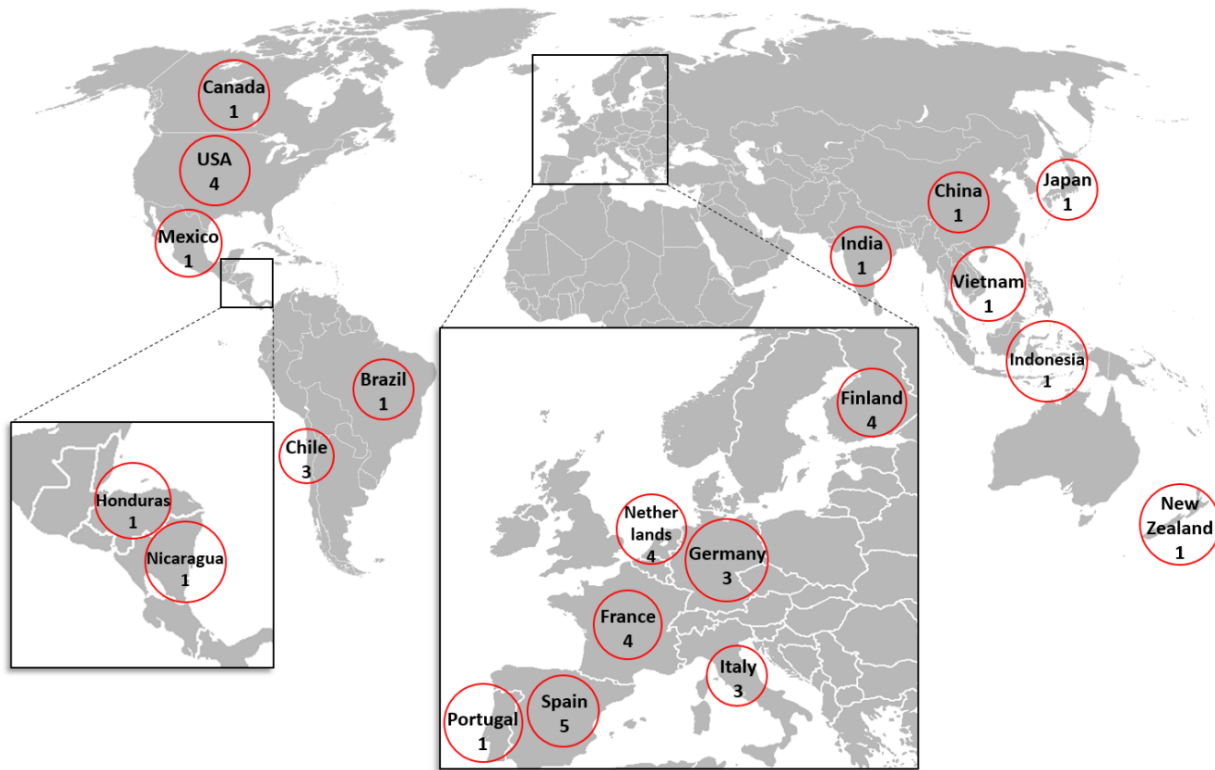 Canada
1
USA
4
Mexico
1
Brazil
1
Chile
3
Honduras
1
Nicaragua
1
Finland
4
Nether
lands
4
Germany
3
France
4
Italy
3
Spain
5
Portugal
1
India
1
China
1
Japan
1
Vietnam
1
Indonesia
1
New
Zealand
1